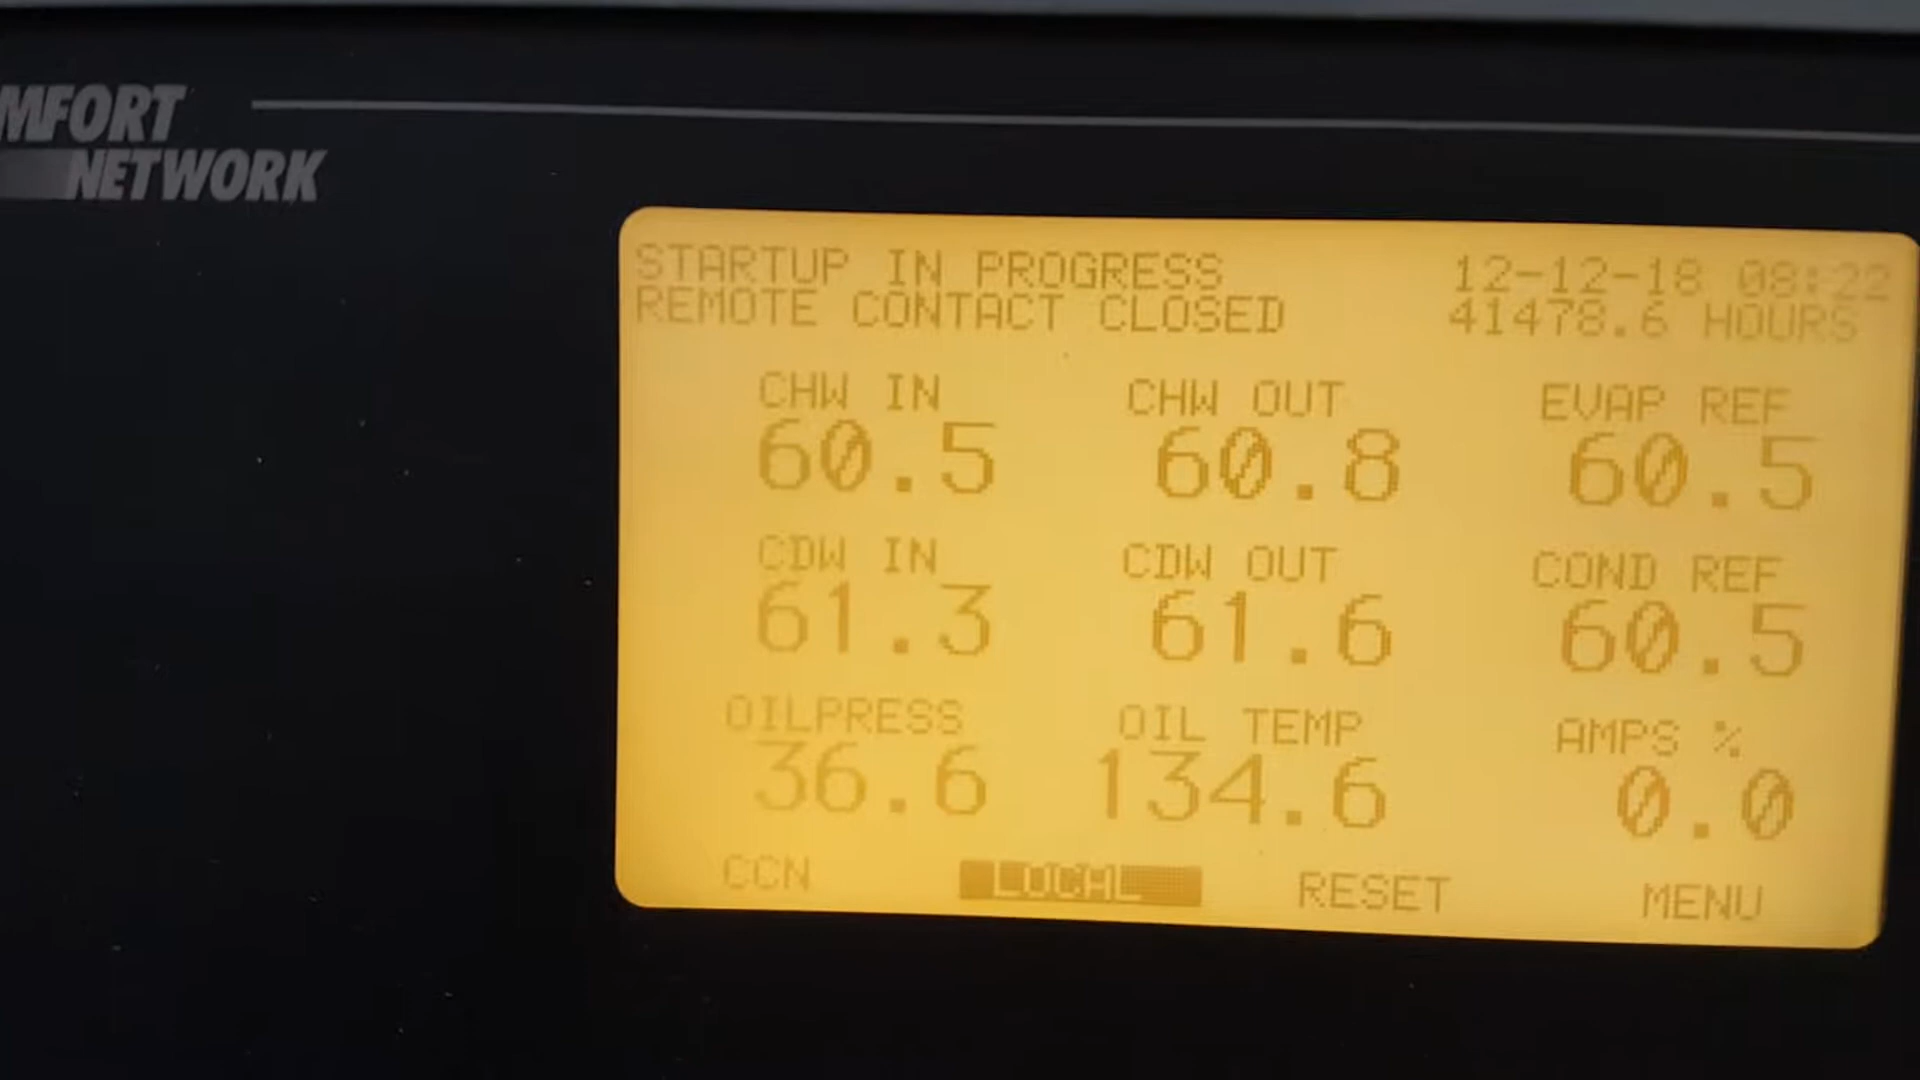 MFORT
NETWORK
STARTUP IN PROGRESS 12-12-18 08:22
REMOTE CONTACT CLOSED 41478.6 HOURS
CHW IN CHW OUT EVAP REF
60.5 60.8 60.5
CDW IN CDW OUT COND REF
61.3 61.6 60.5
OILPRESS OIL TEMP AMPS %
36.6 134.6 0.0
CCN LOCAL RESET MENU